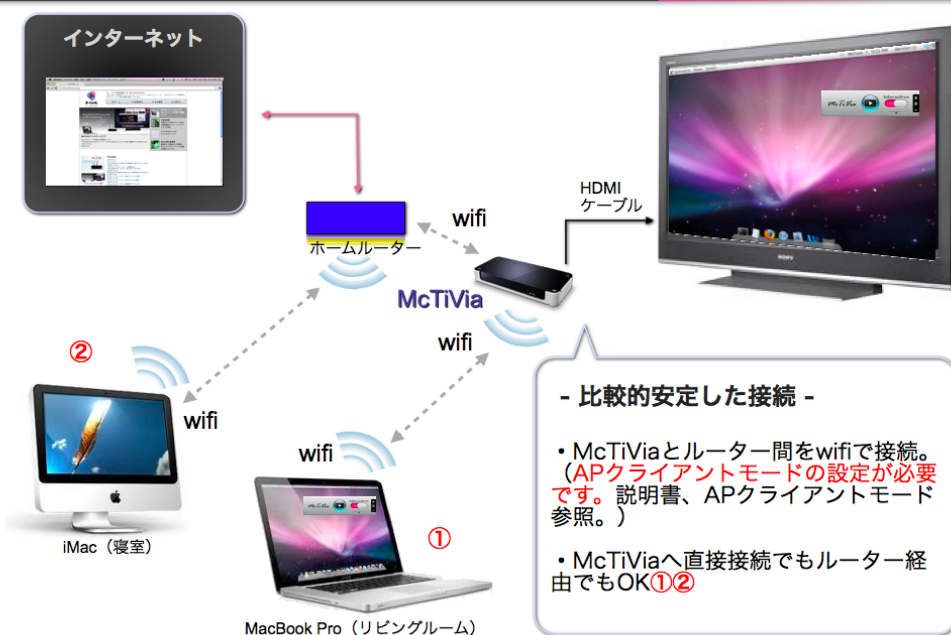 インターネット
HDMI
ケーブル
wifi
ホームルーター
McTiVia
wifi
②
wifi
wifi
①
iMac（寝室）
MacBook Pro（リビングルーム）
- 比較的安定した接続 -
・McTiViaとルーター間をwifiで接続。
（APクライアントモードの設定が必要
です。説明書、APクライアントモード
参照。）
・McTiViaへ直接接続でもルーター経
由でもOK①②
McTiVia
Interactive
SONY